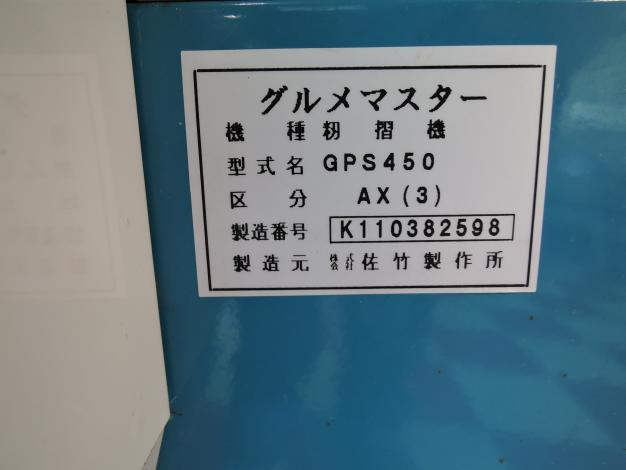 グルメマスター
機種 籾摺機
型式名 GPS450
区分 AX(3)
製造番号 K110382598
製造元 株式会社 佐竹製作所